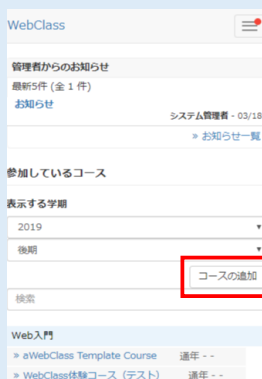 WebClass
管理者からのお知らせ
最新5件 (全 1 件)
お知らせ
システム管理者 - 03/18
» お知らせ一覧
参加しているコース
表示する学期
2019
後期
コースの追加
検索
Web入門
» aWebClass Template Course 通年 - -
» WebClass体験コース（テスト） 通年 - -